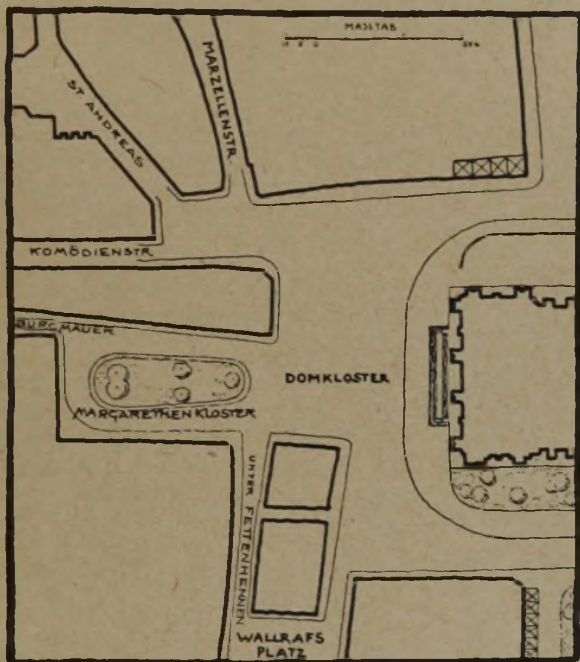 MASSTAB
MARZELLENSTR.
ST ANDREAS
KOMÖDIENSTR
BURGMAUER
DOMKLOSTER
MARGARETHENKLOSTER
UNTER FETTENHENNEN
WALLRAFS
PLATZ